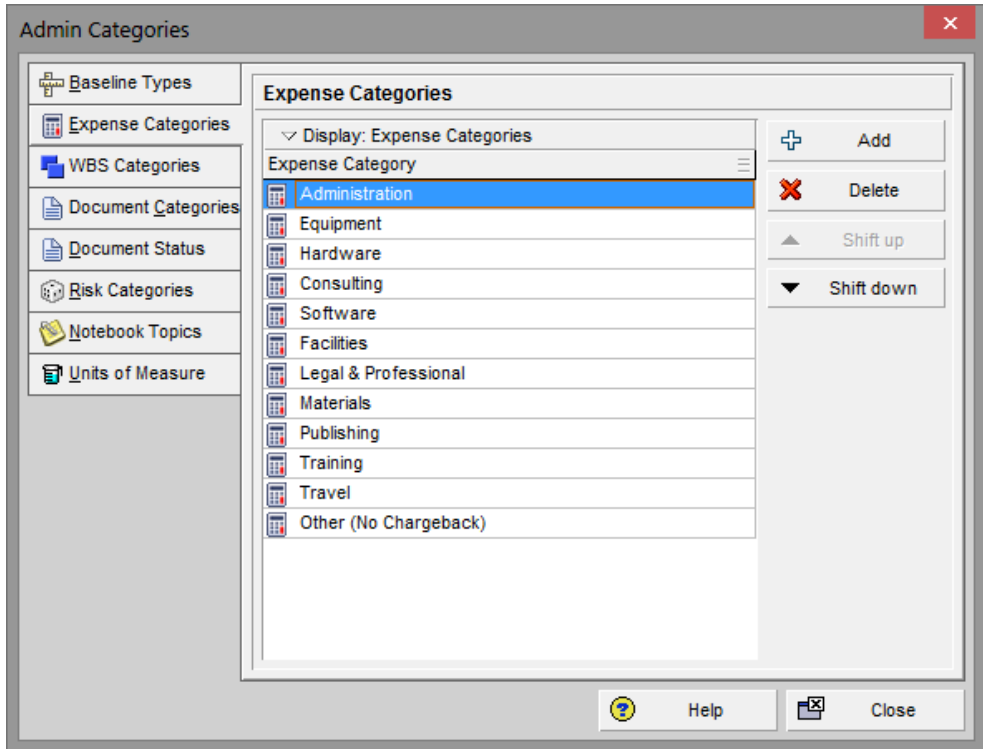 Admin Categories
Baseline Types
Expense Categories
WBS Categories
Document Categories
Document Status
Risk Categories
Notebook Topics
Units of Measure
Expense Categories
Display: Expense Categories
Expense Category
Administration
Equipment
Hardware
Consulting
Software
Facilities
Legal & Professional
Materials
Publishing
Training
Travel
Other (No Chargeback)
Add
Delete
Shift up
Shift down
Help
Close